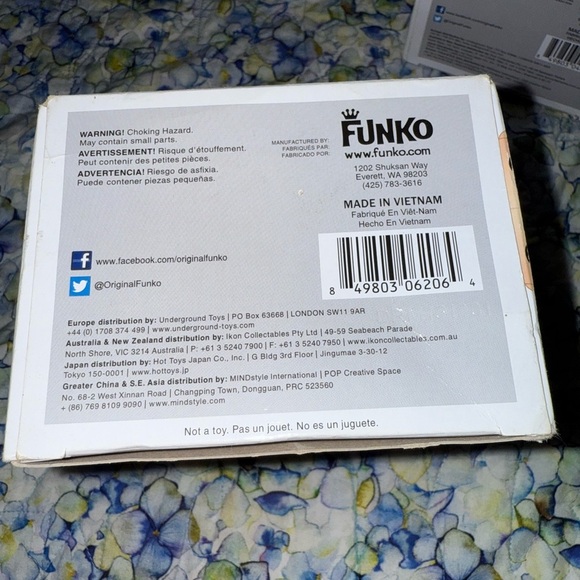 WARNING! Choking Hazard.
May contain small parts.
AVERTISSEMENT! Risque d'étouffement.
Peut contenir des petites pièces.
ADVERTENCIA! Riesgo de asfixia.
Puede contener piezas pequeñas.
MANUFACTURED BY:
FABRIQUÉS PAR:
FABRICADO POR:
FUNKO
www.funko.com
1202 Shuksan Way
Everett, WA 98203
(425) 783-3616
MADE IN VIETNAM
Fabriqué En Viêt-Nam
Hecho En Vietnam
f www.facebook.com/originalfunko
@OriginalFunko
8 49803 06206 4
Europe distribution by: Underground Toys | PO Box 63668 | LONDON SW11 9AR
+44 (0) 1708 374 499 | www.underground-toys.com
Australia & New Zealand distribution by: Ikon Collectables Pty Ltd | 49-59 Seabeach Parade
North Shore, VIC 3214 Australia | P: +61 3 5240 7900 | F: +61 3 5240 7950 | www.ikoncollectables.com.au
Japan distribution by: Hot Toys Japan Co., Inc. | G Bldg 3rd Floor | Jingumae 3-30-12
Tokyo 150-0001 | www.hottoys.jp
Greater China & S.E. Asia distribution by: MINDstyle International | POP Creative Space
No. 68-2 West Xinnan Road | Changping Town, Dongguan, PRC 523560
+ (86) 769 8109 9090 | www.mindstyle.com
Not a toy. Pas un jouet. No es un juguete.